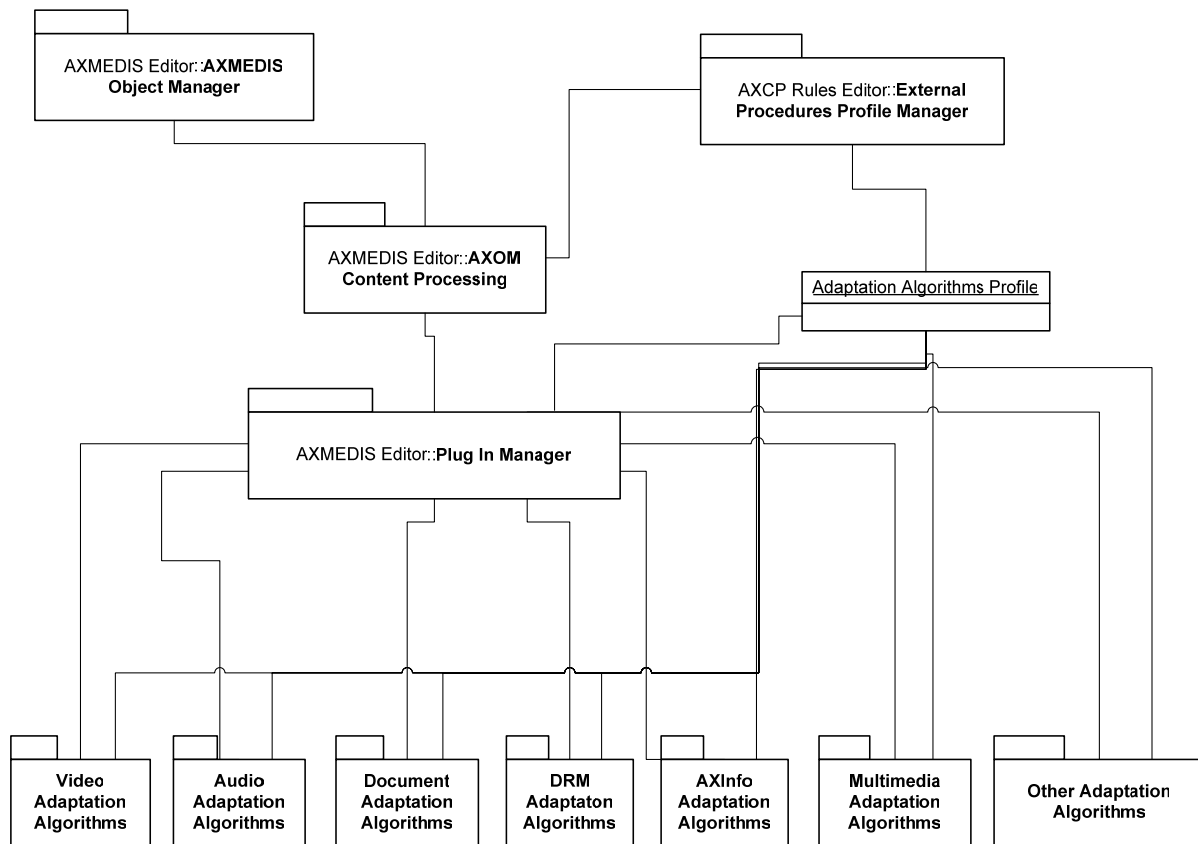 AXMEDIS Editor::AXMEDIS
Object Manager
AXCP Rules Editor::External
Procedures Profile Manager
AXMEDIS Editor::AXOM
Content Processing
Adaptation Algorithms Profile
AXMEDIS Editor::Plug In Manager
Video
Adaptation
Algorithms
Audio
Adaptation
Algorithms
Document
Adaptation
Algorithms
DRM
Adaptaton
Algorithms
AXInfo
Adaptation
Algorithms
Multimedia
Adaptation
Algorithms
Other Adaptation
Algorithms